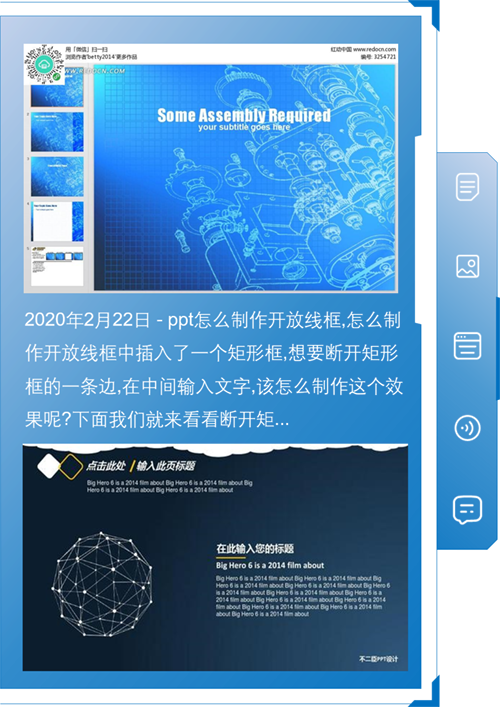 用「微信」扫一扫
浏览作者'betty2014'更多作品
红动中国 www.redocn.com
编号: 3254721
WWW.REDOCN.COM
Some Assembly Required
your subtitle goes here
2020年2月22日 - ppt怎么制作开放线框,怎么制
作开放线框中插入了一个矩形框,想要断开矩形
框的一条边,在中间输入文字,该怎么制作这个效
果呢?下面我们就来看看断开矩...
点击此处 / 输入此页标题
Big Hero 6 is a 2014 film about Big Hero 6 is a 2014 film about Big
Hero 6 is a 2014 film about Big Hero 6 is a 2014 film about
在此输入您的标题
Big Hero 6 is a 2014 film about
Big Hero 6 is a 2014 film about Big Hero 6 is a 2014 film about Big
Hero 6 is a 2014 film about Big Hero 6 is a 2014 film about Big Hero 6
is a 2014 film about Big Hero 6 is a 2014 film about Big Hero 6 is a
2014 film about Big Hero 6 is a 2014 film about Big Hero 6 is a 2014
film about Big Hero 6 is a 2014 film about Big Hero 6 is a 2014 film
about Big Hero 6 is a 2014 film about
不二臣PPT设计